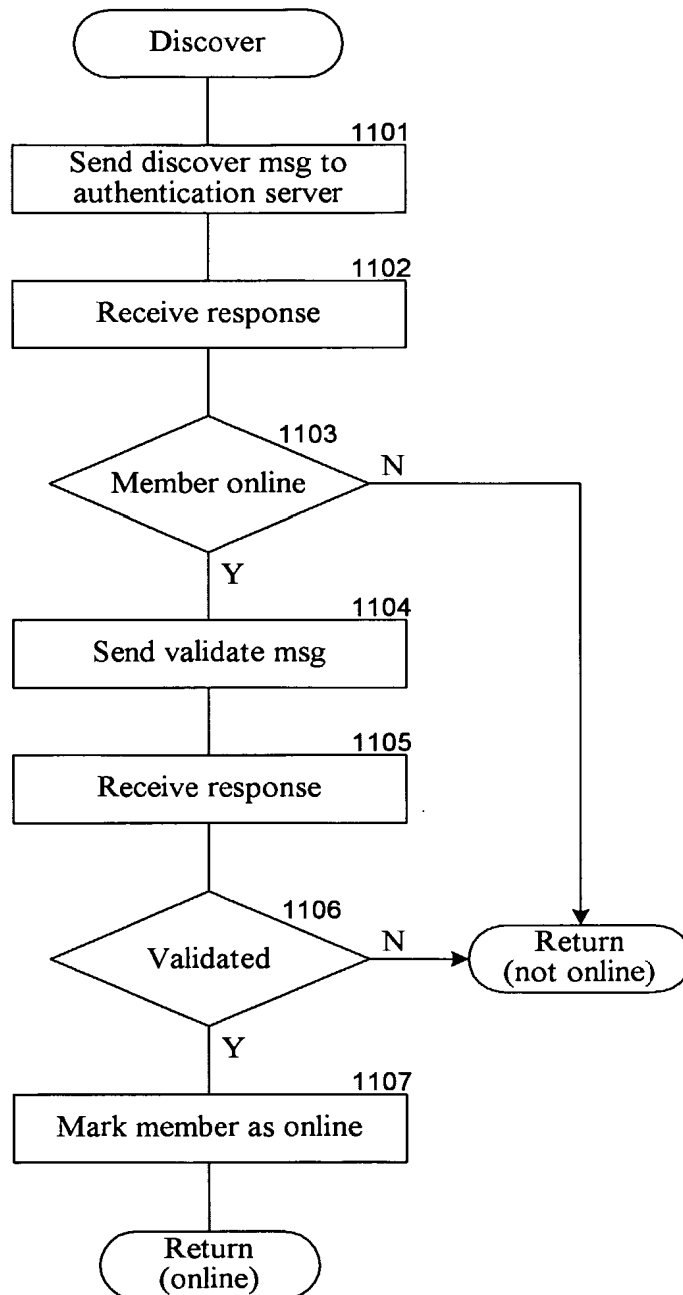 Discover
1101
Send discover msg to
authentication server
1102
Receive response
1103
Member online
N
Y
1104
Send validate msg
1105
Receive response
1106
Validated
N
Return
(not online)
Y
1107
Mark member as online
Return
(online)